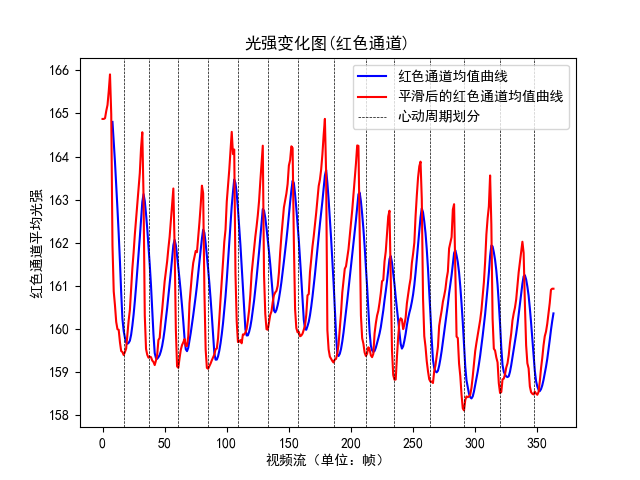 光强变化图(红色通道)
166
165
164
163
162
161
160
159
158
红色通道平均光强
红色通道均值曲线
平滑后的红色通道均值曲线
心动周期划分
0 50 100 150 200 250 300 350
视频流（单位：帧）